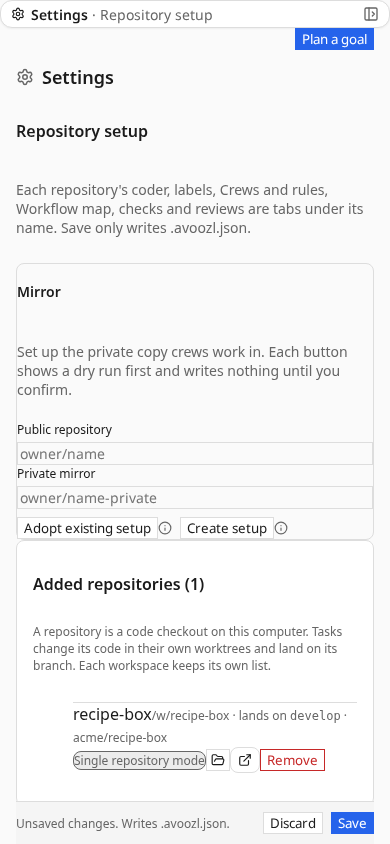 Settings · Repository setup
Plan a goal
Settings
Repository setup
Each repository's coder, labels, Crews and rules,
Workflow map, checks and reviews are tabs under its
name. Save only writes .avoozl.json.
Mirror
Set up the private copy crews work in. Each button
shows a dry run first and writes nothing until you
confirm.
Public repository
owner/name
Private mirror
owner/name-private
Adopt existing setup Create setup
Added repositories (1)
A repository is a code checkout on this computer. Tasks
change its code in their own worktrees and land on its
branch. Each workspace keeps its own list.
recipe-box/w/recipe-box · lands on develop ·
acme/recipe-box
Single repository mode Remove
Unsaved changes. Writes .avoozl.json. Discard Save